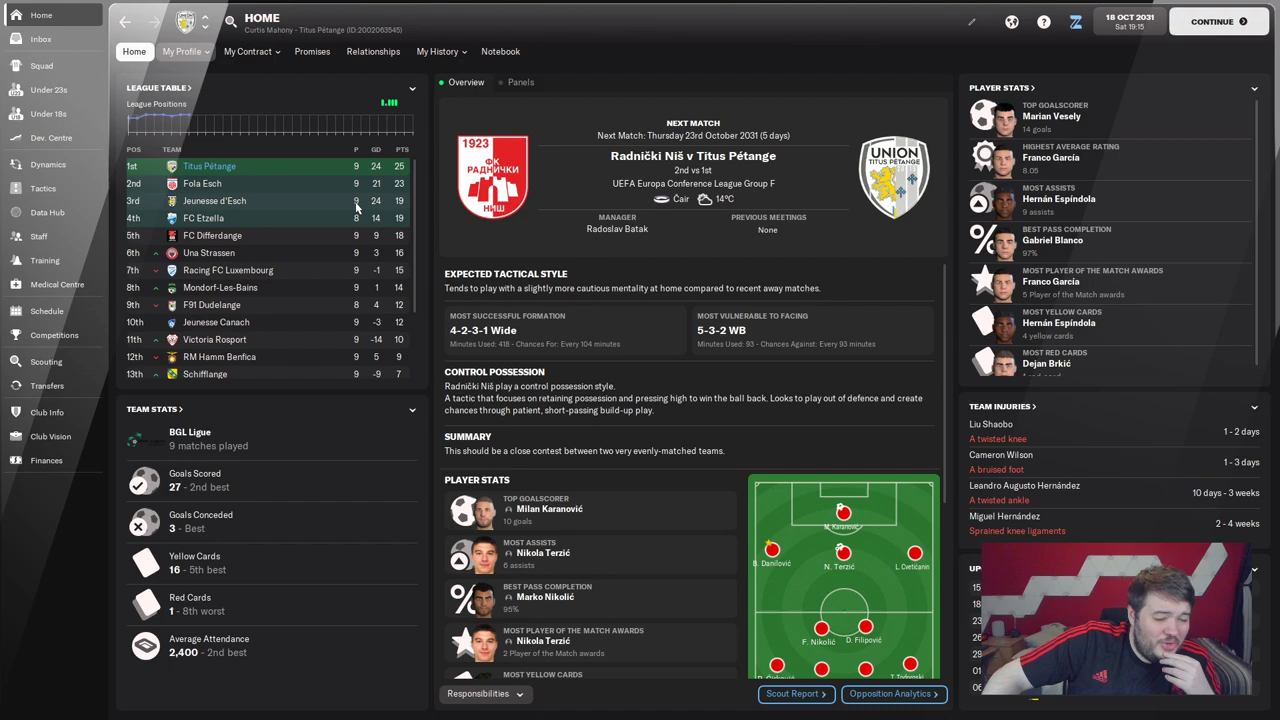 Home
Inbox
Squad
Under 23s
Under 18s
Dev. Centre
Dynamics
Tactics
Data Hub
Staff
Training
Medical Centre
Schedule
Competitions
Scouting
Transfers
Club Info
Club Vision
Finances
HOME
Curtis Mahony - Titus Pétange (ID:2002063545)
18 OCT 2031
Sat 19:15
CONTINUE
Home
My Profile
My Contract
Promises
Relationships
My History
Notebook
LEAGUE TABLE
League Positions
POS TEAM P GD PTS
1st Titus Pétange 9 24 25
2nd Fola Esch 9 21 23
3rd Jeunesse d'Esch 9 24 19
4th FC Etzella 14 19
5th FC Differdange 9 9 18
6th Una Strassen 9 3 16
7th Racing FC Luxembourg 9 -1 15
8th Mondorf-Les-Bains 9 1 14
9th F91 Dudelange 8 4 12
10th Jeunesse Canach 9 -3 12
11th Victoria Rosport 9 -14 10
12th RM Hamm Benfica 9 5 9
13th Schifflange 9 -9 7
TEAM STATS
BGL Ligue
9 matches played
Goals Scored
27 - 2nd best
Goals Conceded
3 - Best
Yellow Cards
16 - 5th best
Red Cards
1 - 8th worst
Average Attendance
2,400 - 2nd best
Overview
Panels
1923
ФК
РАДНИЧКИ
НИШ
NEXT MATCH
Next Match: Thursday 23rd October 2031 (5 days)
Radnički Niš v Titus Pétange
2nd vs 1st
UEFA Europa Conference League Group F
Čair
14°C
MANAGER
Radoslav Batak
PREVIOUS MEETINGS
None
UNION
TITUS PETANGE
EXPECTED TACTICAL STYLE
Tends to play with a slightly more cautious mentality at home compared to recent away matches.
MOST SUCCESSFUL FORMATION
4-2-3-1 Wide
Minutes Used: 418 - Chances For: Every 104 minutes
MOST VULNERABLE TO FACING
5-3-2 WB
Minutes Used: 93 - Chances Against: Every 93 minutes
CONTROL POSSESSION
Radnički Niš play a control possession style.
A tactic that focuses on retaining possession and pressing high to win the ball back. Looks to play out of defence and create
chances through patient, short-passing build-up play.
SUMMARY
This should be a close contest between two very evenly-matched teams.
PLAYER STATS
TOP GOALSCORER
Milan Karanović
10 goals
MOST ASSISTS
Nikola Terzić
6 assists
BEST PASS COMPLETION
Marko Nikolić
95%
MOST PLAYER OF THE MATCH AWARDS
Nikola Terzić
2 Player of the Match awards
MOST YELLOW CARDS
M. Karanović
B. Danilović
N. Terzić
L. Cvrtićanin
F. Nikolić
D. Filipović
T. Todoroski
Responsibilities
Scout Report
Opposition Analytics
PLAYER STATS
TOP GOALSCORER
Marian Vesely
14 goals
HIGHEST AVERAGE RATING
Franco García
8.05
MOST ASSISTS
Hernán Espíndola
9 assists
BEST PASS COMPLETION
Gabriel Blanco
97%
MOST PLAYER OF THE MATCH AWARDS
Franco García
5 Player of the Match awards
MOST YELLOW CARDS
Hernán Espíndola
4 yellow cards
MOST RED CARDS
Dejan Brkić
TEAM INJURIES
Liu Shaobo
A twisted knee
1 - 2 days
Cameron Wilson
A bruised foot
1 - 3 days
Leandro Augusto Hernández
A twisted ankle
10 days - 3 weeks
Miguel Hernández
Sprained knee ligaments
2 - 4 weeks